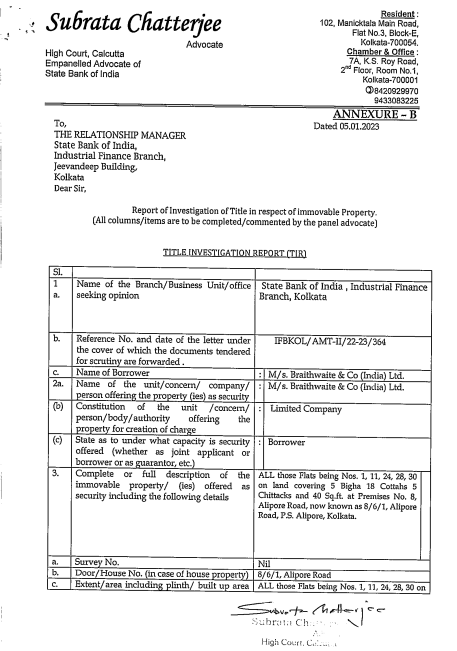 Subrata Chatterjee
Advocate
High Court, Calcutta
Empanelled Advocate of
State Bank of India
Resident :
102, Manicktala Main Road,
Flat No.3, Block-E,
Kolkata-700054.
Chamber & Office :
7A, K.S. Roy Road,
2nd Floor, Room No.1,
Kolkata-700001
8420929970
9433083225
ANNEXURE – B
Dated 05.01.2023
To,
THE RELATIONSHIP MANAGER
State Bank of India,
Industrial Finance Branch,
Jeevandeep Building,
Kolkata
Dear Sir,
Report of Investigation of Title in respect of immovable Property.
(All columns/items are to be completed/commented by the panel advocate)
TITLE INVESTIGATION REPORT (TIR)
Sl.
1 a. Name of the Branch/Business Unit/office
seeking opinion
State Bank of India , Industrial Finance
Branch, Kolkata
b. Reference No. and date of the letter under
the cover of which the documents tendered
for scrutiny are forwarded .
IFBKOL/AMT-II/22-23/364
c. Name of Borrower : M/s. Braithwaite & Co (India) Ltd.
2a. Name of the unit/concern/ company/
person offering the property (ies) as security
: M/s. Braithwaite & Co (India) Ltd.
(b) Constitution of the unit /concern/
person/body/authority offering the
property for creation of charge
: Limited Company
(c) State as to under what capacity is security
offered (whether as joint applicant or
borrower or as guarantor, etc.)
: Borrower
3. Complete or full description of the
immovable property/ (ies) offered as
security including the following details
ALL those Flats being Nos. 1, 11, 24, 28, 30
on land covering 5 Bigha 18 Cottahs 5
Chittacks and 40 Sq.ft. at Premises No. 8,
Alipore Road, now known as 8/6/1, Alipore
Road, P.S. Alipore, Kolkata.
a. Survey No. Nil
b. Door/House No. (in case of house property) 8/6/1, Alipore Road
c. Extent/area including plinth/ built up area ALL those Flats being Nos. 1, 11, 24, 28, 30 on
Subrata Chatterjee
Subrata Ch
High Court, Calcu